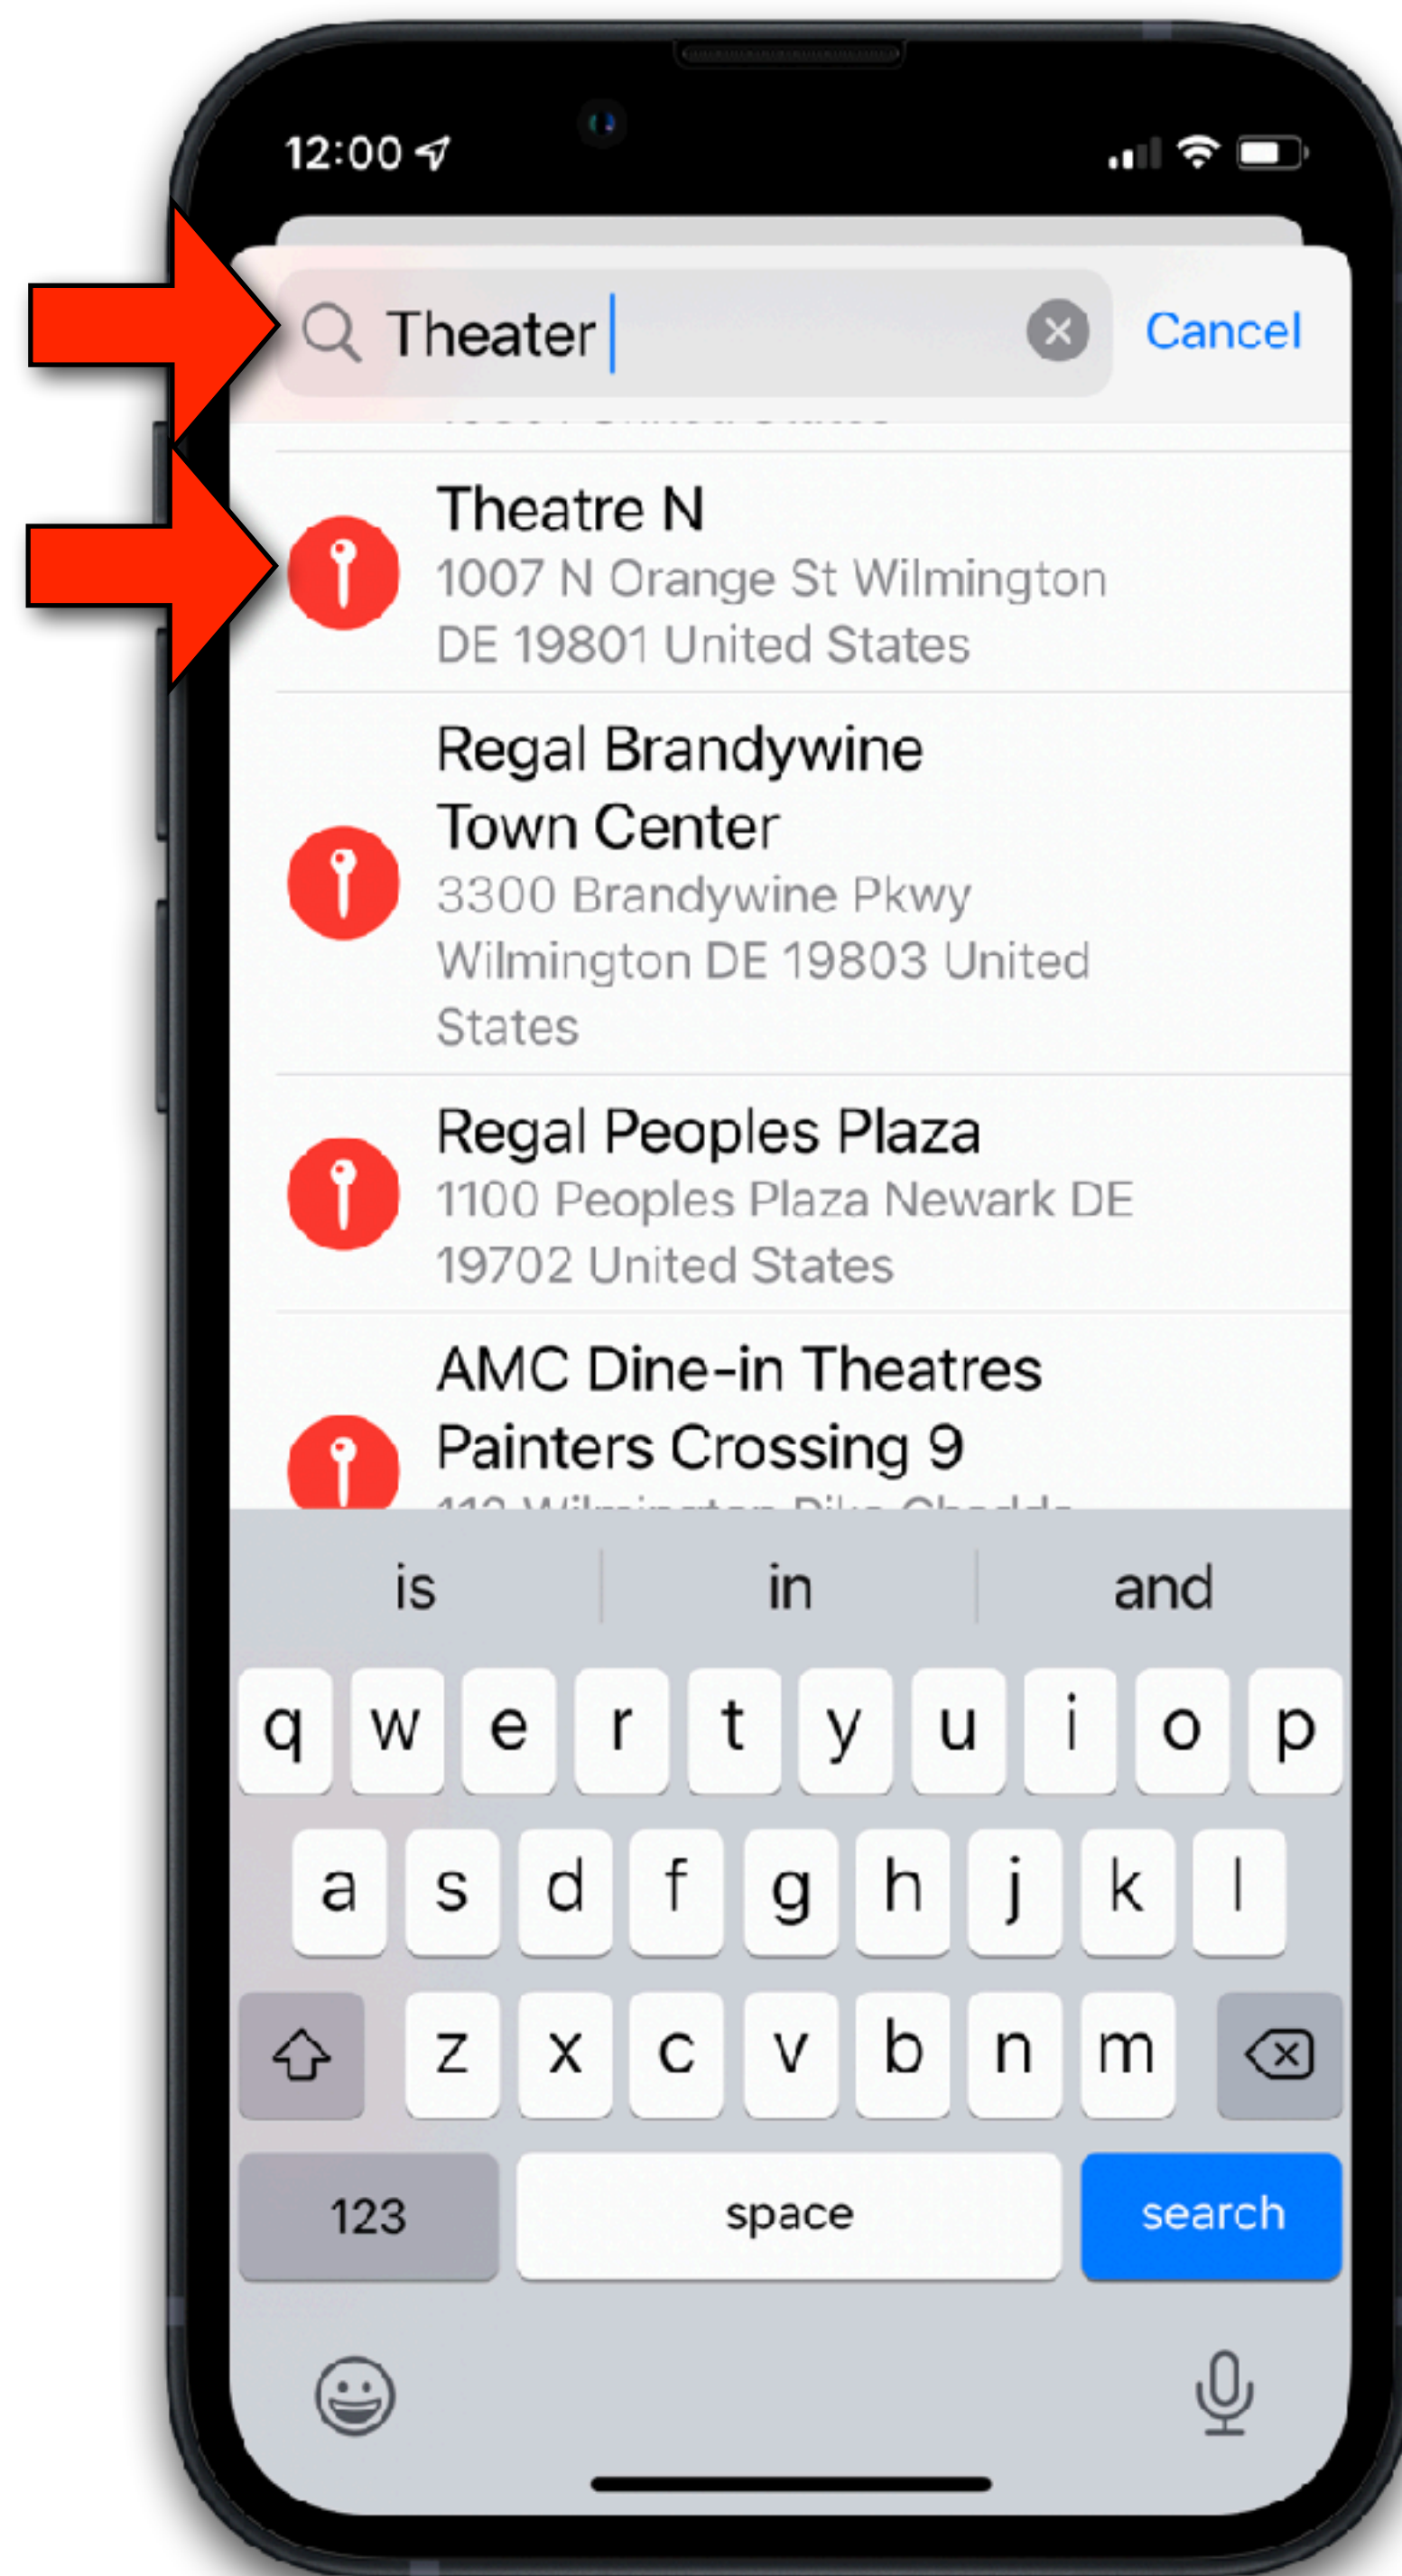 12:00
Theater
Cancel
Theatre N
1007 N Orange St Wilmington
DE 19801 United States
Regal Brandywine
Town Center
3300 Brandywine Pkwy
Wilmington DE 19803 United
States
Regal Peoples Plaza
1100 Peoples Plaza Newark DE
19702 United States
AMC Dine-in Theatres
Painters Crossing 9
is in and
q w e r t y u i o p
a s d f g h j k l
z x c v b n m
123 space search